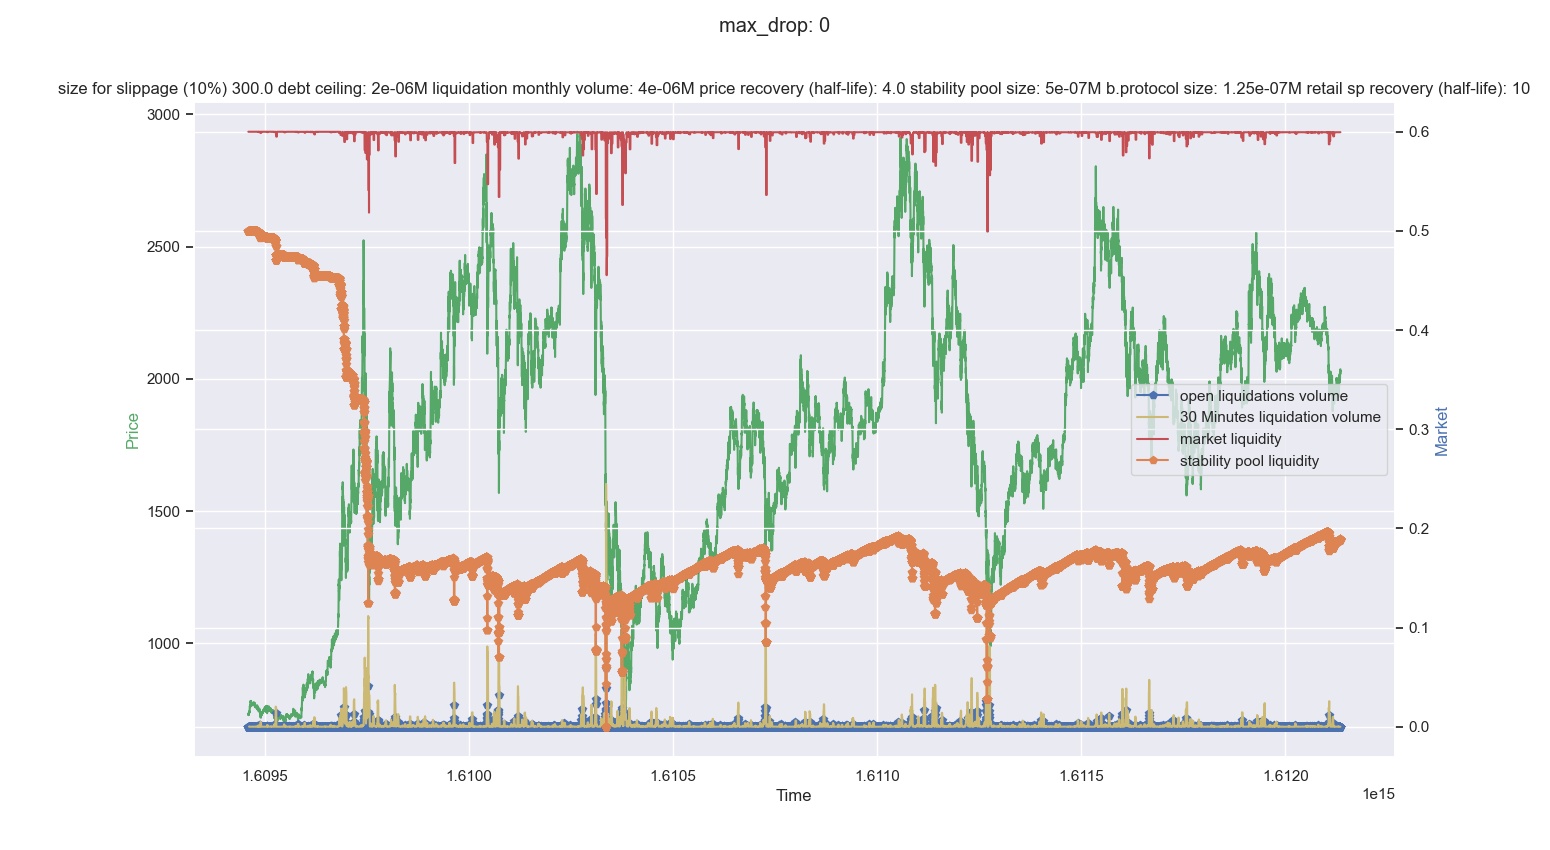 max_drop: 0
size for slippage (10%) 300.0 debt ceiling: 2e-06M liquidation monthly volume: 4e-06M price recovery (half-life): 4.0 stability pool size: 5e-07M b.protocol size: 1.25e-07M retail sp recovery (half-life): 10
3000
2500
2000
1500
1000
Price
0.6
0.5
0.4
0.3
0.2
0.1
0.0
Market
open liquidations volume
30 Minutes liquidation volume
market liquidity
stability pool liquidity
1.6095
1.6100
1.6105
1.6110
1.6115
1.6120
1e15
Time